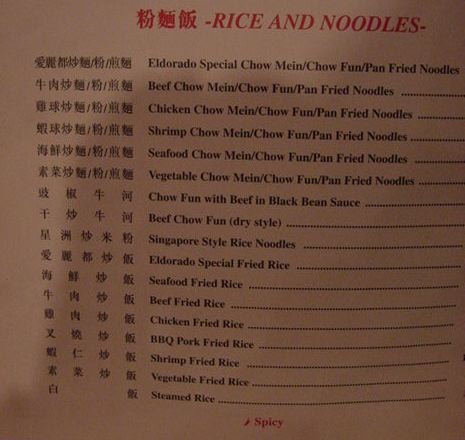 粉麵飯 -RICE AND NOODLES-
愛麗都炒麵/粉/煎麵 Eldorado Special Chow Mein/Chow Fun/Pan Fried Noodles
牛肉炒麵/粉/煎麵 Beef Chow Mein/Chow Fun/Pan Fried Noodles
雞球炒麵/粉/煎麵 Chicken Chow Mein/Chow Fun/Pan Fried Noodles
蝦球炒麵/粉/煎麵 Shrimp Chow Mein/Chow Fun/Pan Fried Noodles
海鮮炒麵/粉/煎麵 Seafood Chow Mein/Chow Fun/Pan Fried Noodles
素菜炒麵/粉/煎麵 Vegetable Chow Mein/Chow Fun/Pan Fried Noodles
豉椒牛河 Chow Fun with Beef in Black Bean Sauce
干炒牛河 Beef Chow Fun (dry style)
星洲炒米粉 Singapore Style Rice Noodles
愛麗都炒飯 Eldorado Special Fried Rice
海鮮炒飯 Seafood Fried Rice
牛肉炒飯 Beef Fried Rice
雞肉炒飯 Chicken Fried Rice
叉燒炒飯 BBQ Pork Fried Rice
蝦仁炒飯 Shrimp Fried Rice
素菜炒飯 Vegetable Fried Rice
白飯 Steamed Rice
Spicy